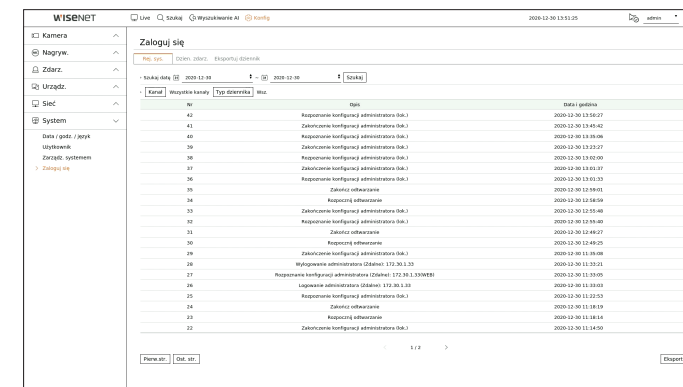 WISENET
Live Szukaj Wyszukiwanie AI Konfig 2020-12-30 13:51:25 admin
Kamera
Nagryw.
Zdarz.
Urządz.
Sieć
System
Data / godz. / język
Użytkownik
Zarządz. systemem
> Zaloguj się
Zaloguj się
Rej. sys. Dzien. zdarz. Eksportuj dziennik
Szukaj datą 2020-12-30 ~ 2020-12-30 Szukaj
Kanał Wszystkie kanały Typ dziennika Wsz.
Nr Opis Data i godzina
42 Rozpoznanie konfiguracji administratora (lok.) 2020-12-30 13:50:27
41 Zakończenie konfiguracji administratora (lok.) 2020-12-30 13:45:42
40 Rozpoznanie konfiguracji administratora (lok.) 2020-12-30 13:35:06
39 Zakończenie konfiguracji administratora (lok.) 2020-12-30 13:23:27
38 Rozpoznanie konfiguracji administratora (lok.) 2020-12-30 13:02:00
37 Zakończenie konfiguracji administratora (lok.) 2020-12-30 13:01:37
36 Rozpoznanie konfiguracji administratora (lok.) 2020-12-30 13:01:33
35 Zakończ odtwarzanie 2020-12-30 12:59:01
34 Rozpocznij odtwarzanie 2020-12-30 12:58:59
33 Zakończenie konfiguracji administratora (lok.) 2020-12-30 12:55:48
32 Rozpoznanie konfiguracji administratora (lok.) 2020-12-30 12:55:40
31 Zakończ odtwarzanie 2020-12-30 12:49:27
30 Rozpocznij odtwarzanie 2020-12-30 12:49:25
29 Zakończenie konfiguracji administratora (lok.) 2020-12-30 11:35:08
28 Wylogowanie administratora (Zdalne): 172.30.1.33 2020-12-30 11:33:21
27 Rozpoznanie konfiguracji administratora (Zdalne): 172.30.1.33(WEB) 2020-12-30 11:33:05
26 Logowanie administratora (Zdalne): 172.30.1.33 2020-12-30 11:33:03
25 Rozpoznanie konfiguracji administratora (lok.) 2020-12-30 11:22:53
24 Zakończ odtwarzanie 2020-12-30 11:18:19
23 Rozpocznij odtwarzanie 2020-12-30 11:18:14
22 Zakończenie konfiguracji administratora (lok.) 2020-12-30 11:14:50
1 / 2 >
Pierw.str. Ost. str. Eksport